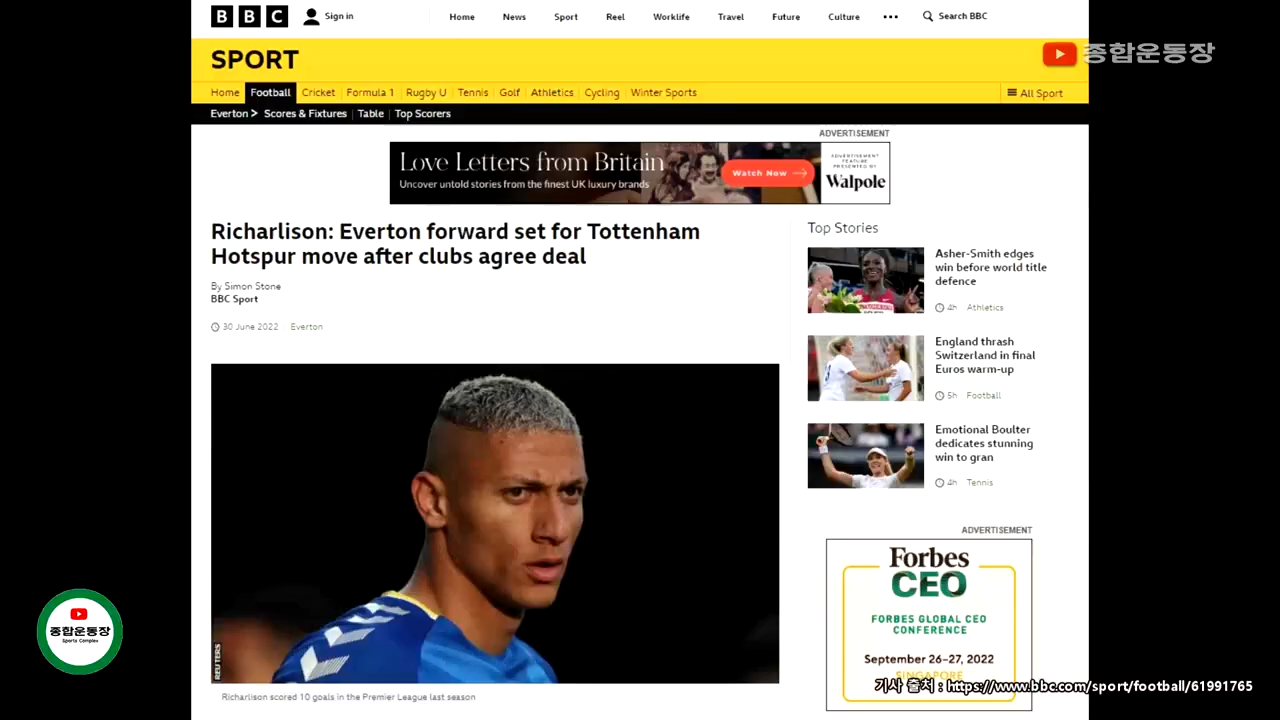 BBC
Sign in
Home
News
Sport
Reel
Worklife
Travel
Future
Culture
Search BBC
SPORT
종합운동장
Home
Football
Cricket
Formula 1
Rugby U
Tennis
Golf
Athletics
Cycling
Winter Sports
All Sport
Everton >
Scores & Fixtures
Table
Top Scorers
ADVERTISEMENT
Love Letters from Britain
Uncover untold stories from the finest UK luxury brands
Watch Now →
ADVERTISEMENT
FEATURE
PRESENTED BY
Walpole
Richarlison: Everton forward set for Tottenham
Hotspur move after clubs agree deal
By Simon Stone
BBC Sport
30 June 2022 Everton
REUTERS
Richarlison scored 10 goals in the Premier League last season
Top Stories
Asher-Smith edges
win before world title
defence
4h Athletics
England thrash
Switzerland in final
Euros warm-up
5h Football
Emotional Boulter
dedicates stunning
win to gran
4h Tennis
ADVERTISEMENT
Forbes
CEO
FORBES GLOBAL CEO
CONFERENCE
September 26-27, 2022
SINGAPORE
기사 출처 : https://www.bbc.com/sport/football/61991765
종합운동장
Sports Complex